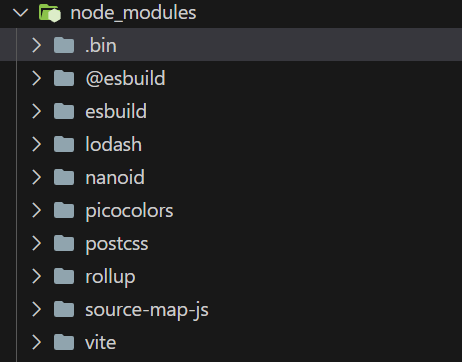 node_modules
.bin
@esbuild
esbuild
lodash
nanoid
picocolors
postcss
rollup
source-map-js
vite